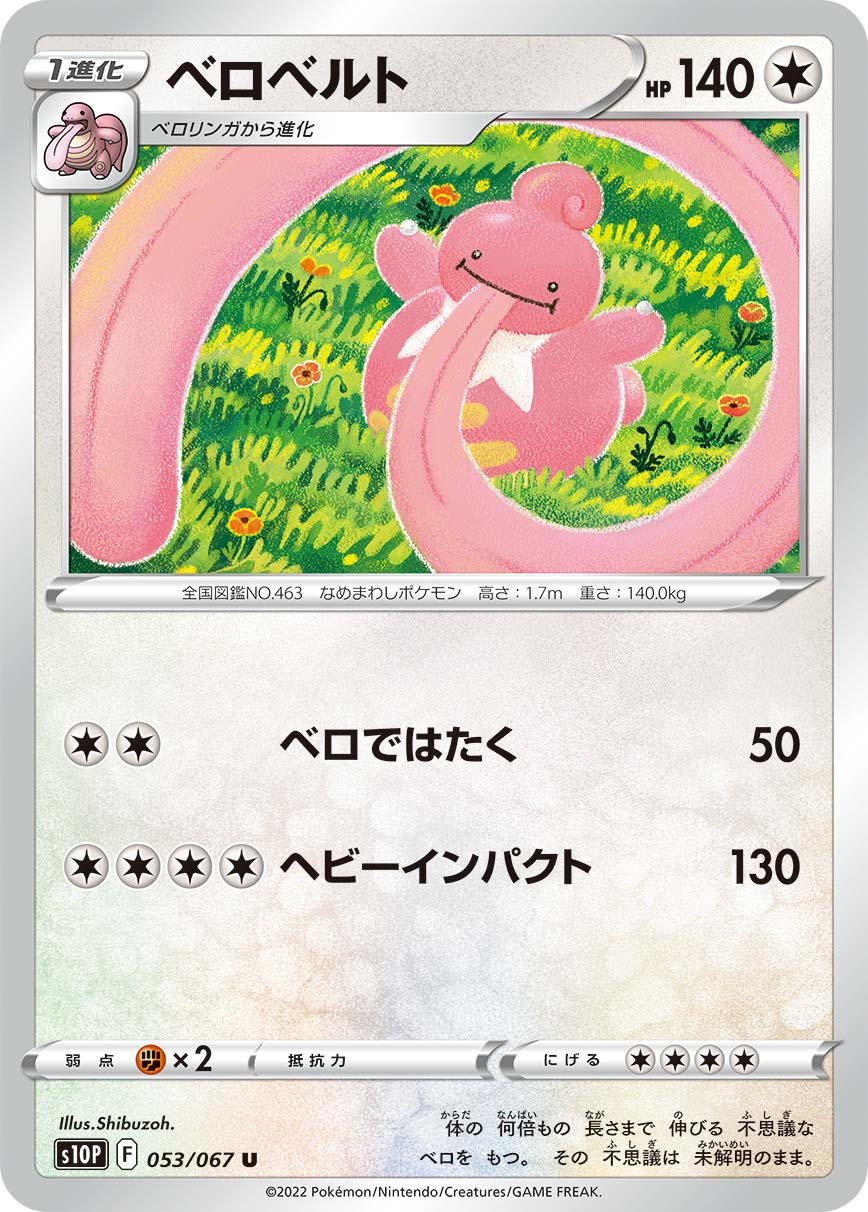 1進化
ベロベルト
HP 140
ベロリンガから進化
全国図鑑NO.463 なめまわしポケモン 高さ:1.7m 重さ:140.0kg
ベロではたく 50
ヘビーインパクト 130
弱点 ×2 抵抗力 にげる
Illus.Shibuzoh.
からだ なんばい なが の ふしぎ
体の 何倍もの 長さまで 伸びる 不思議な
ふしぎ みかいめい
ベロを もつ。 その 不思議は 未解明のまま。
s10P F 053/067 U
©2022 Pokémon/Nintendo/Creatures/GAME FREAK.